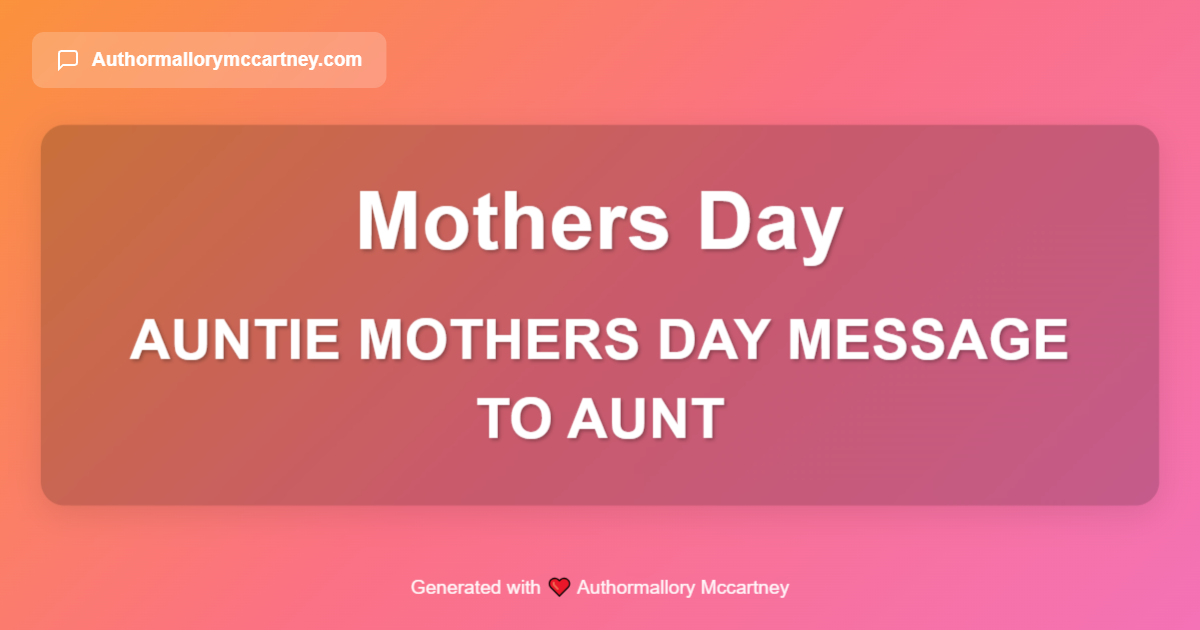 Authormallorymccartney.com
Mothers Day
AUNTIE MOTHERS DAY MESSAGE
TO AUNT
Generated with ❤️ Authormallory Mccartney